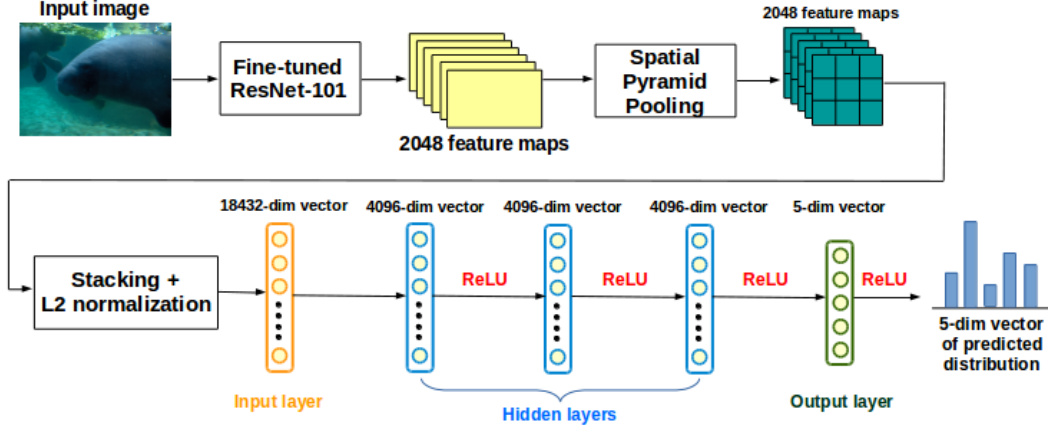 Input image
Fine-tuned
ResNet-101
2048 feature maps
Spatial
Pyramid
Pooling
2048 feature maps
Stacking +
L2 normalization
18432-dim vector
4096-dim vector
4096-dim vector
4096-dim vector
5-dim vector
ReLU
ReLU
ReLU
ReLU
5-dim vector
of predicted
distribution
Input layer
Hidden layers
Output layer